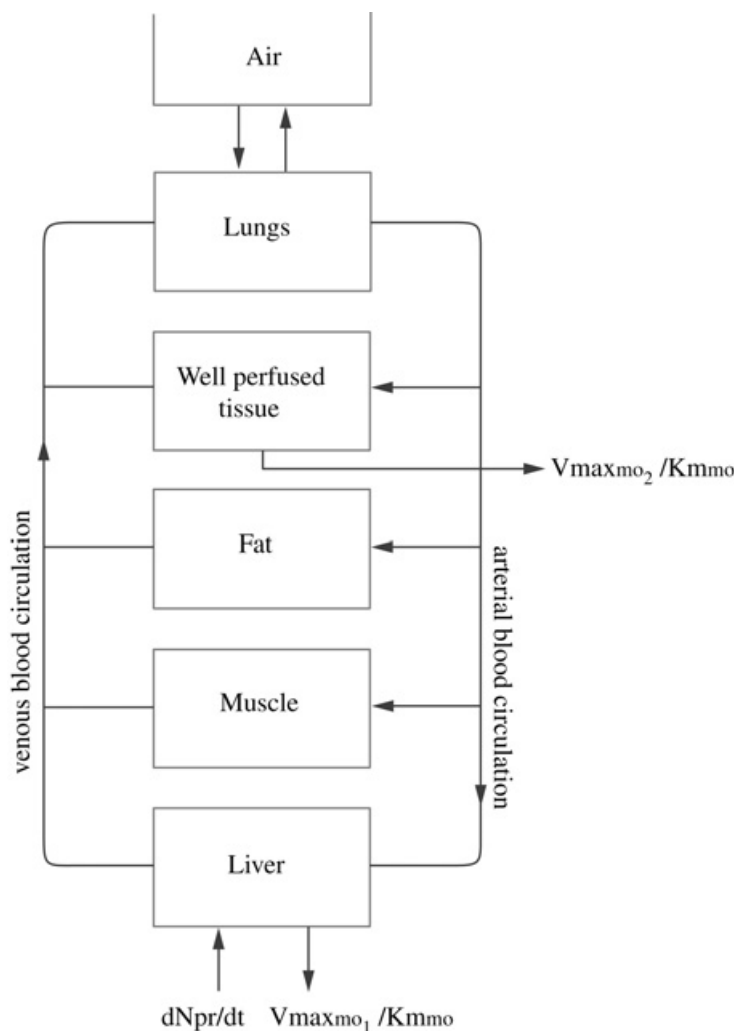 Air
Lungs
Well perfused
tissue
Vmaxmo₂ /Kmmo
Fat
venous blood circulation
arterial blood circulation
Muscle
Liver
dNpr/dt Vmaxmo₁ /Kmmo